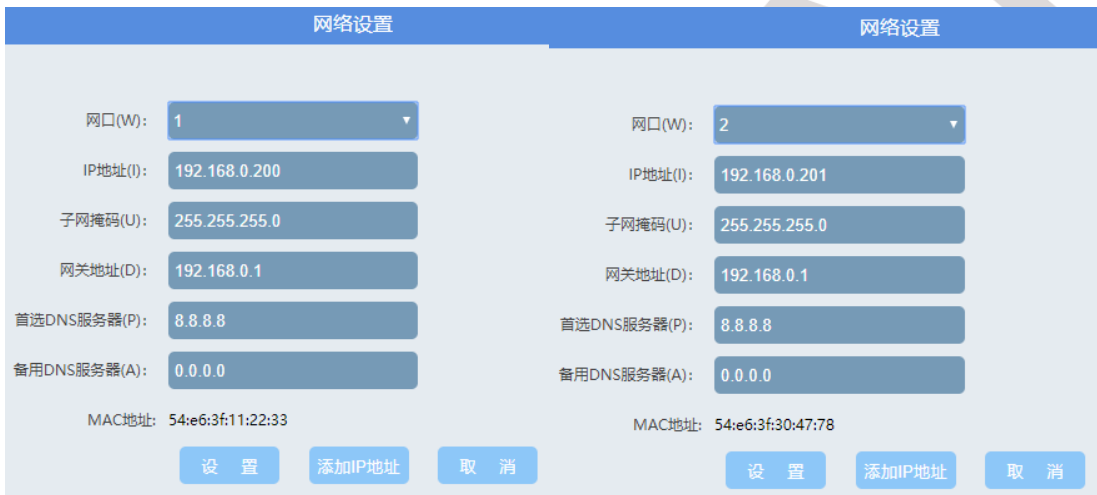 网络设置
网口(W): 1
IP地址(I): 192.168.0.200
子网掩码(U): 255.255.255.0
网关地址(D): 192.168.0.1
首选DNS服务器(P): 8.8.8.8
备用DNS服务器(A): 0.0.0.0
MAC地址: 54:e6:3f:11:22:33
设 置 添加IP地址 取 消
网络设置
网口(W): 2
IP地址(I): 192.168.0.201
子网掩码(U): 255.255.255.0
网关地址(D): 192.168.0.1
首选DNS服务器(P): 8.8.8.8
备用DNS服务器(A): 0.0.0.0
MAC地址: 54:e6:3f:30:47:78
设 置 添加IP地址 取 消